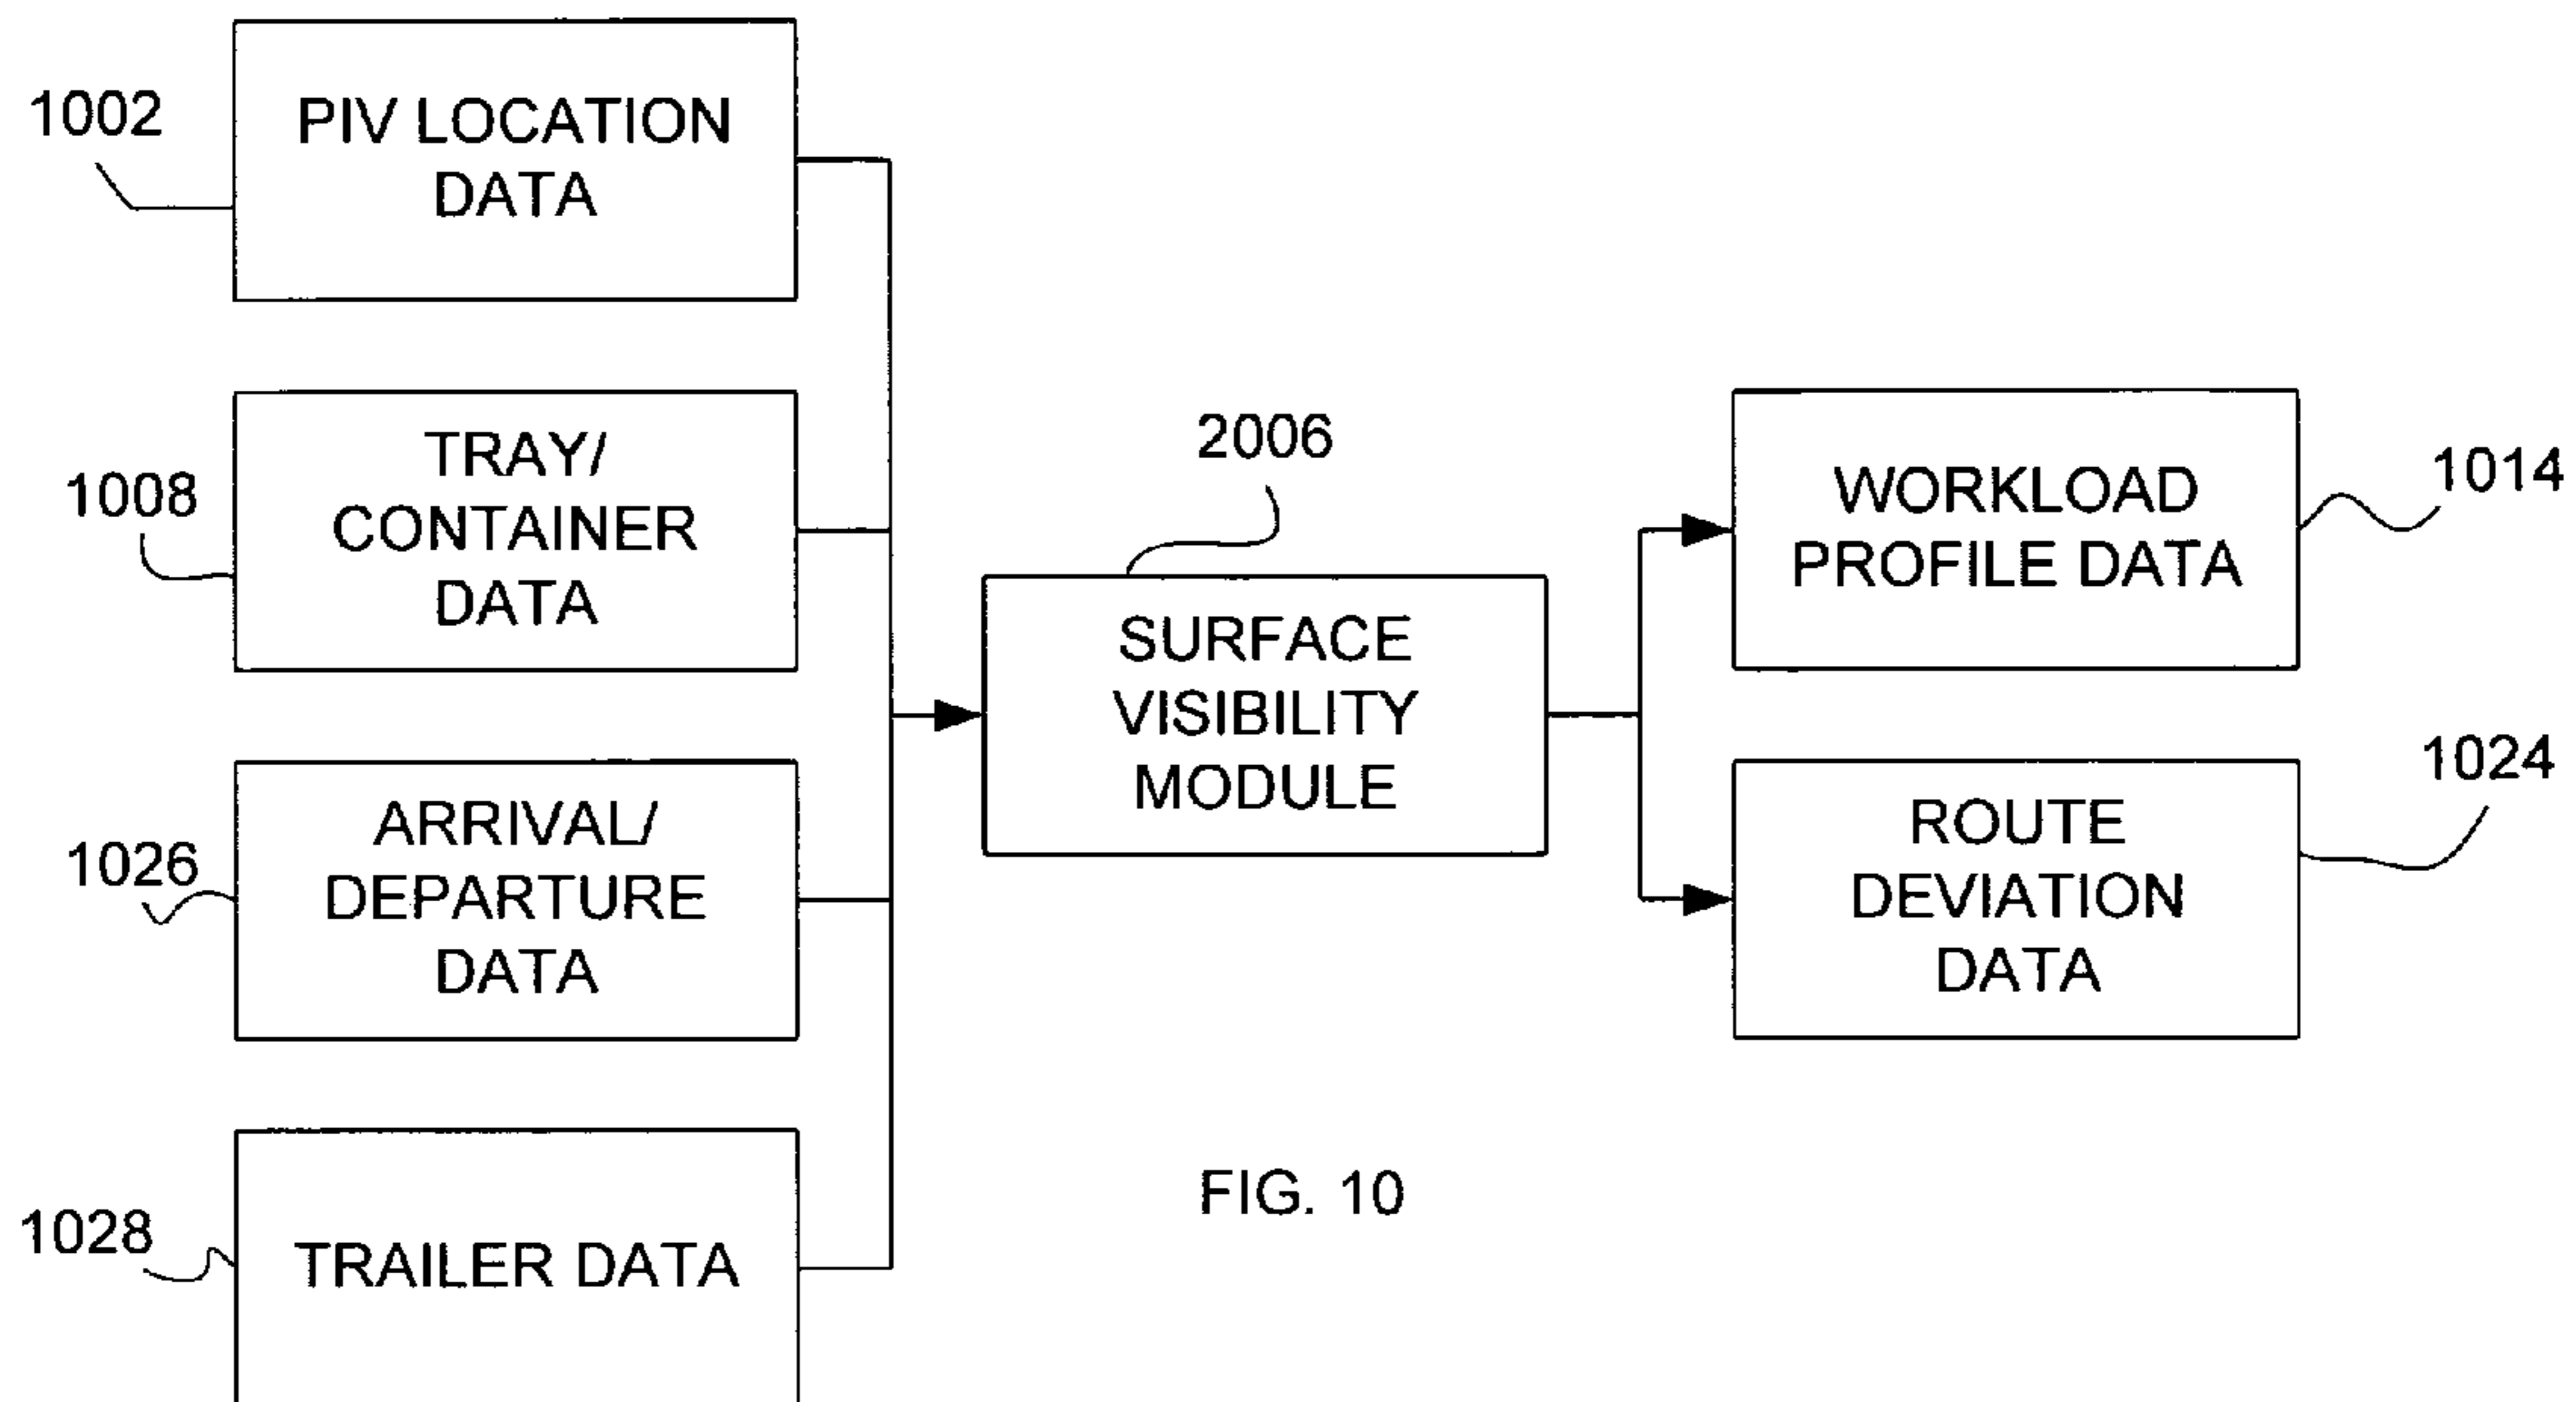 1002
PIV LOCATION
DATA
1008
TRAY/
CONTAINER
DATA
1026
ARRIVAL/
DEPARTURE
DATA
1028
TRAILER DATA
2006
SURFACE
VISIBILITY
MODULE
1014
WORKLOAD
PROFILE DATA
1024
ROUTE
DEVIATION
DATA
FIG. 10